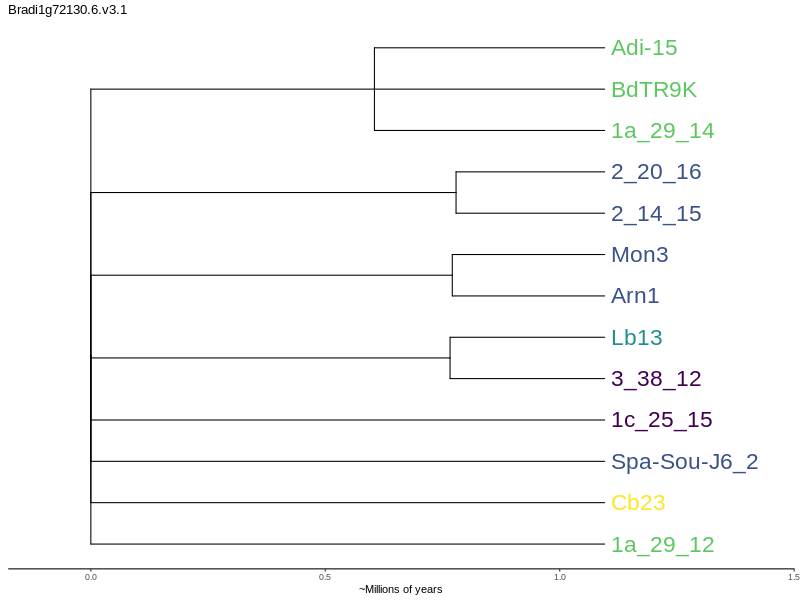 Bradi1g72130.6.v3.1
Adi-15
BdTR9K
1a_29_14
2_20_16
2_14_15
Mon3
Arn1
Lb13
3_38_12
1c_25_15
Spa-Sou-J6_2
Cb23
1a_29_12
0.0 0.5 1.0 1.5
~Millions of years